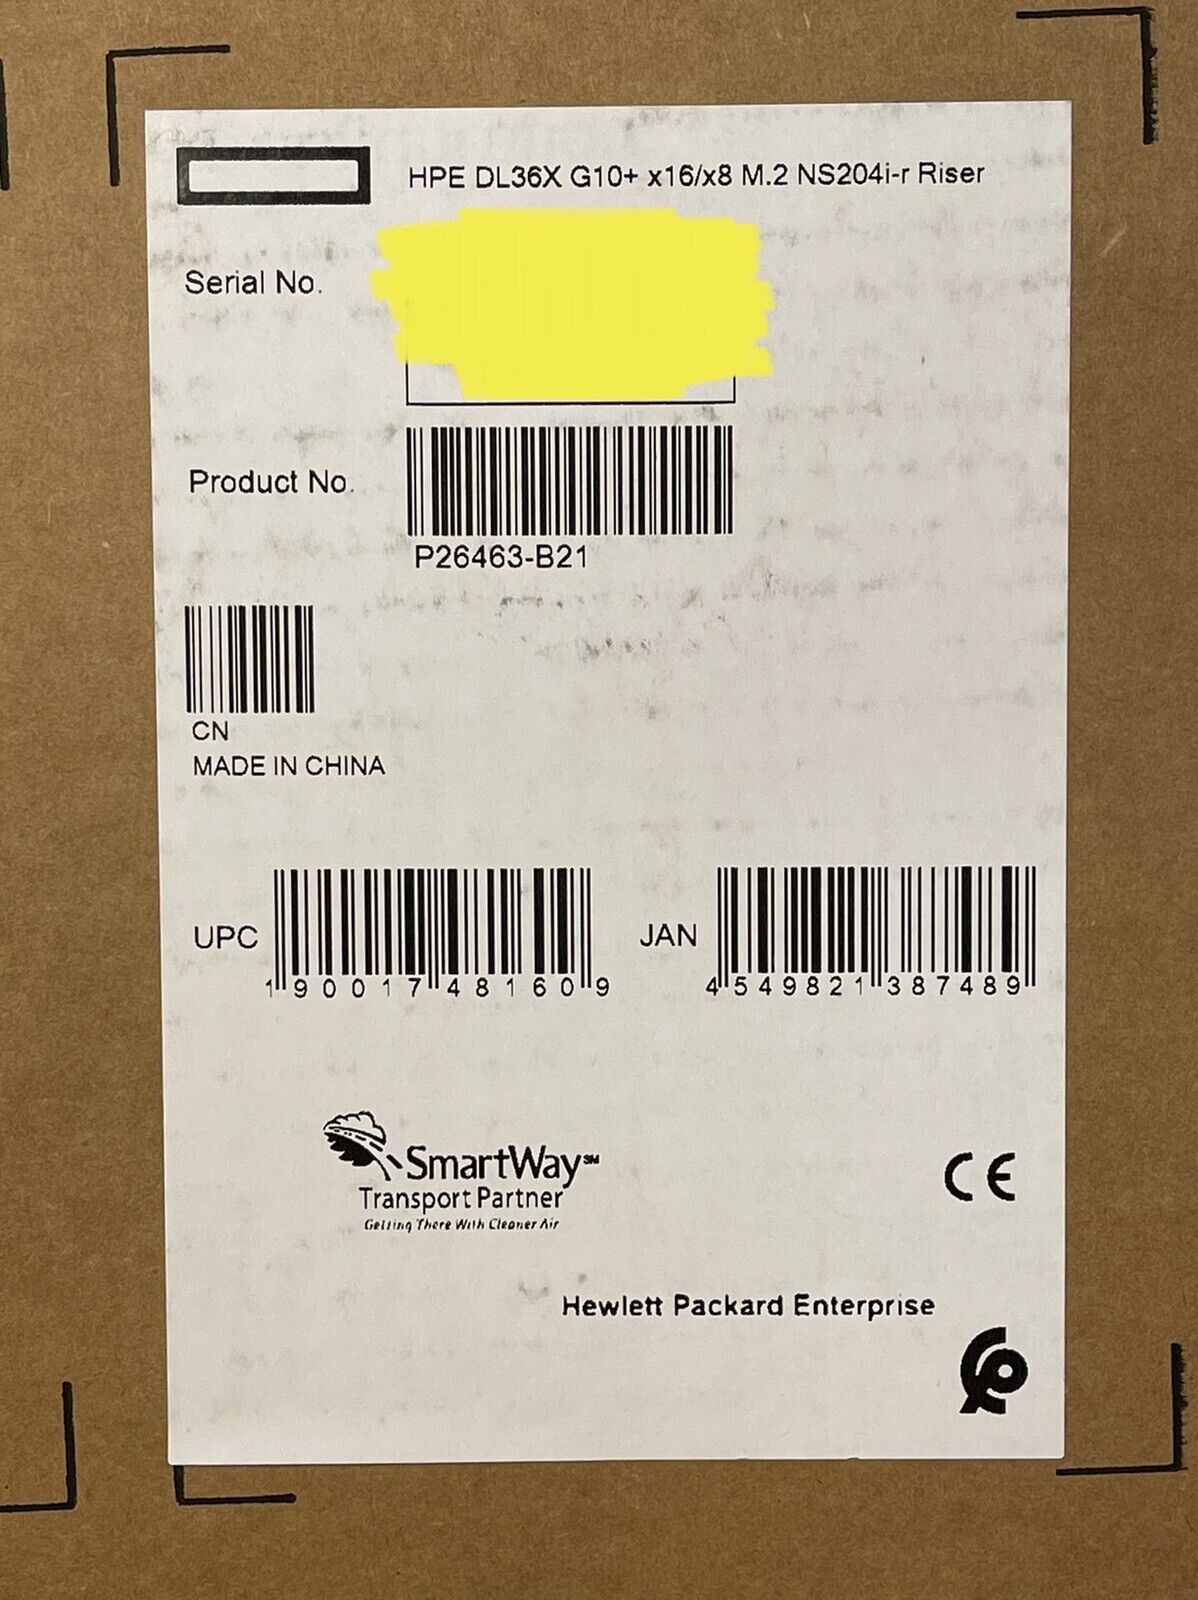 HPE DL36X G10+ x16/x8 M.2 NS204i-r Riser
Serial No.
Product No.
P26463-B21
CN
MADE IN CHINA
UPC
190017481609
JAN
4549821387489
SmartWay℠
Transport Partner
Getting There With Cleaner Air
CE
Hewlett Packard Enterprise